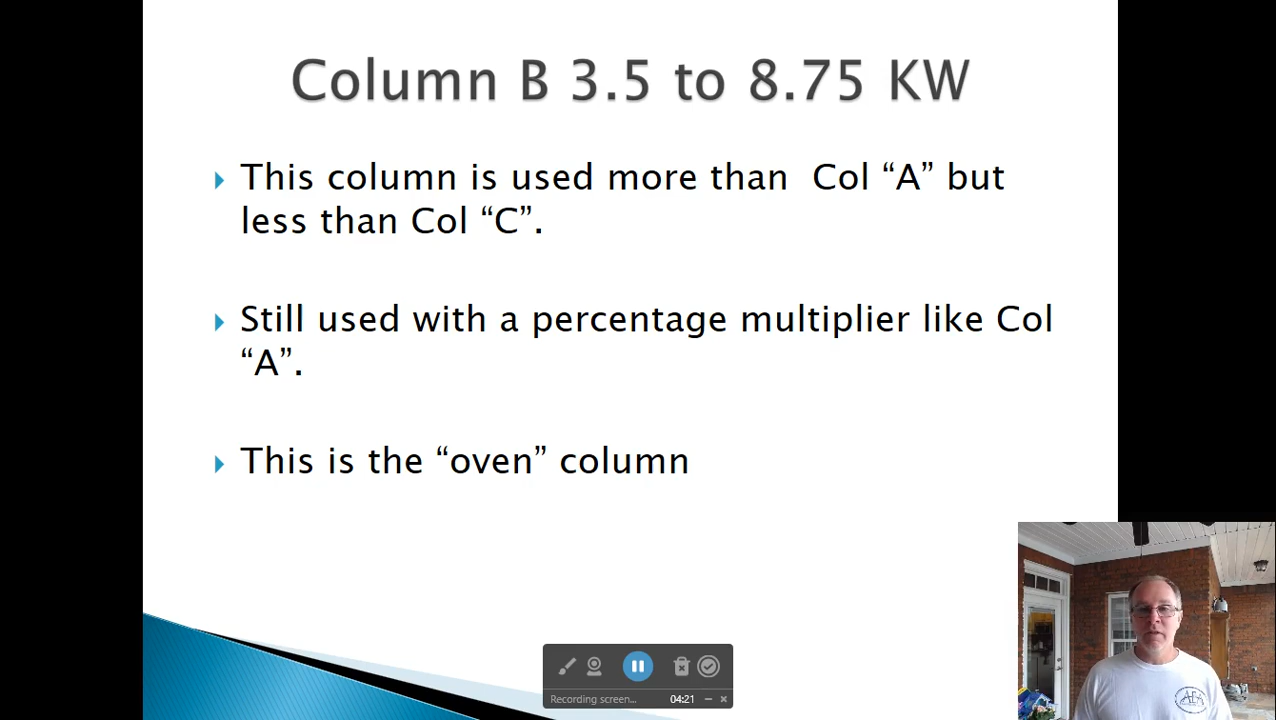 Column B 3.5 to 8.75 KW
This column is used more than  Col “A” but
less than Col “C”.
Still used with a percentage multiplier like Col
“A”.
This is the “oven” column
Recording screen...
04:21